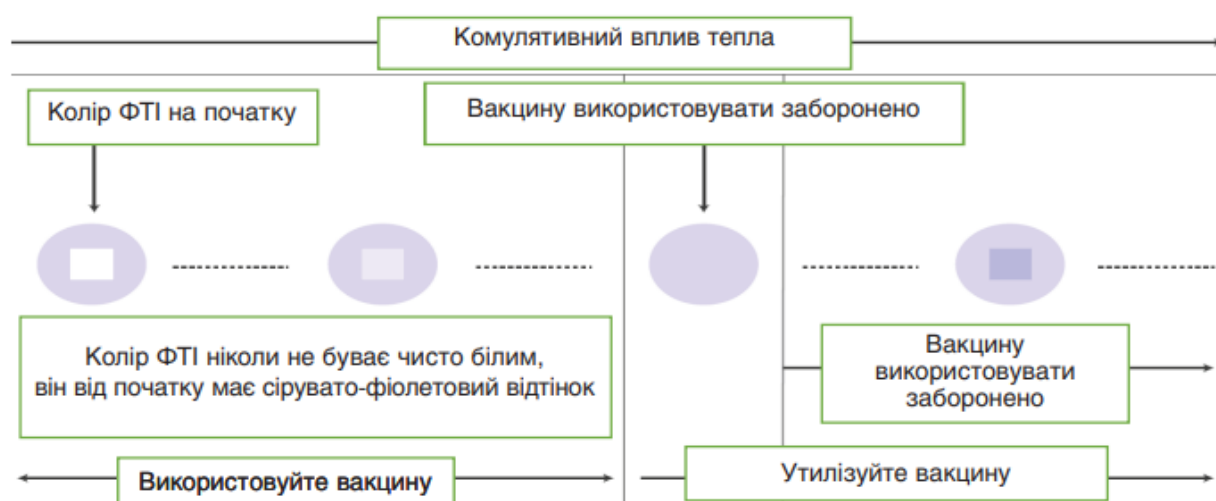 Комулятивний вплив тепла
Колір ФТІ на початку
Вакцину використовувати заборонено
Колір ФТІ ніколи не буває чисто білим,
він від початку має сірувато-фіолетовий відтінок
Вакцину
використовувати
заборонено
Використовуйте вакцину
Утилізуйте вакцину